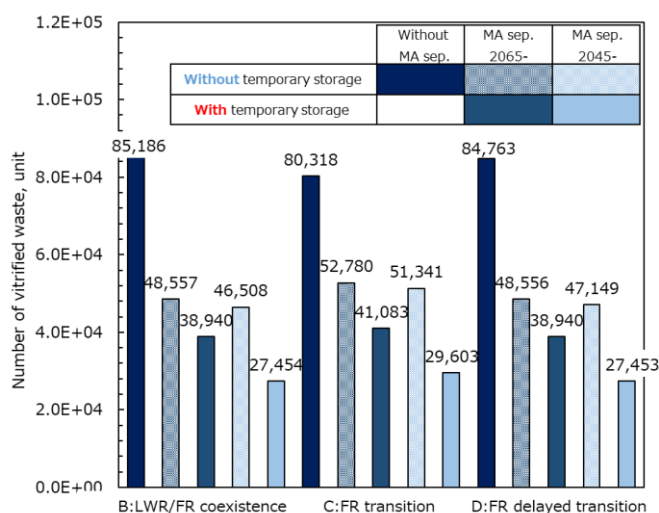 1.2E+05
1.0E+05
8.0E+04
6.0E+04
4.0E+04
2.0E+04
0.0E+00
Number of vitrified waste, unit
Without MA sep.
MA sep. 2065-
MA sep. 2045-
Without temporary storage
With temporary storage
85,186
48,557
38,940
46,508
27,454
80,318
52,780
41,083
51,341
29,603
84,763
48,556
38,940
47,149
27,453
B:LWR/FR coexistence
C:FR transition
D:FR delayed transition